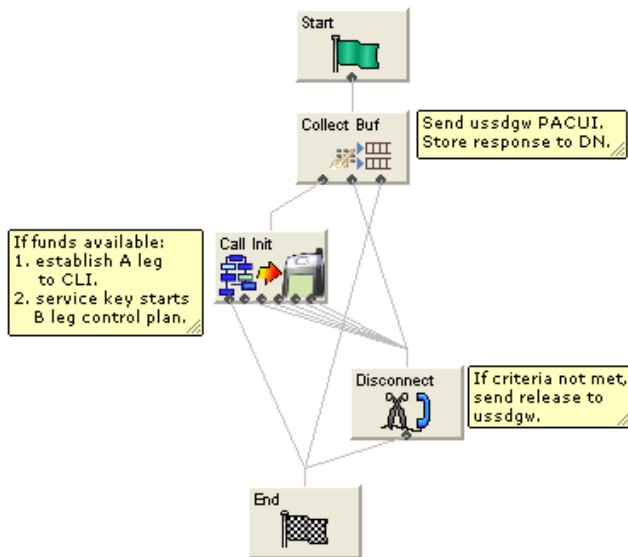 Start
Collect Buf
Send ussdgw PACUI.
Store response to DN.
If funds available:
1. establish A leg
to CLI.
2. service key starts
B leg control plan.
Call Init
Disconnect
If criteria not met,
send release to
ussdgw.
End